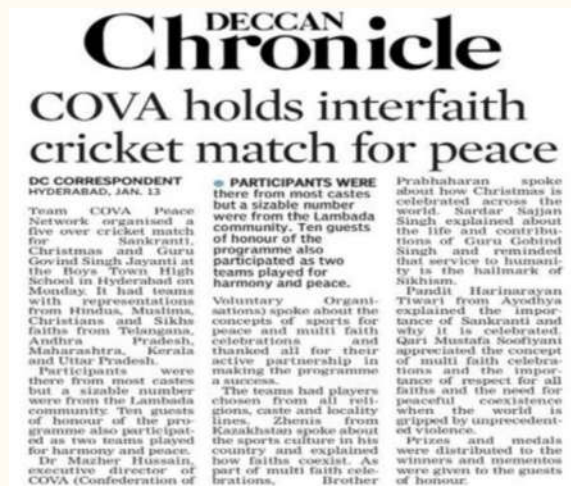 DECCAN
Chronicle
COVA holds interfaith
cricket match for peace
DC CORRESPONDENT
HYDERABAD, JAN. 13
Team COVA Peace
Network organised a
five over cricket match
for Sankranti,
Christmas and Guru
Govind Singh Jayanti at
the Boys Town High
School in Hyderabad on
Monday. It had teams
with representations
from Hindus, Muslims,
Christians and Sikhs
faiths from Telangana,
Andhra Pradesh,
Maharashtra, Kerala
and Uttar Pradesh.
Participants were
there from most castes
but a sizable number
were from the Lambada
community. Ten guests
of honour of the pro-
gramme also participat-
ed as two teams played
for harmony and peace.
Dr Mazher Hussain,
executive director of
COVA (Confederation of
PARTICIPANTS WERE
there from most castes
but a sizable number
were from the Lambada
community. Ten guests
of honour of the
programme also
participated as two
teams played for
harmony and peace.
Voluntary Organi-
sations) spoke about the
concepts of sports for
peace and multi faith
celebrations and
thanked all for their
active partnership in
making the programme
a success.
The teams had players
chosen from all reli-
gions, caste and locality
lines. Zhenis from
Kazakhstan spoke about
the sports culture in his
country and explained
how faiths coexist. As
part of multi faith cele-
brations, Brother
Prabhaharan spoke
about how Christmas is
celebrated across the
world. Sardar Sajjan
Singh explained about
the life and contribu-
tions of Guru Gobind
Singh and reminded
that service to humani-
ty is the hallmark of
Sikhism.
Pandit Harinarayan
Tiwari from Ayodhya
explained the impor-
tance of Sankranti and
why it is celebrated.
Qari Mustafa Soofiyani
appreciated the concept
of multi faith celebra-
tions and the impor-
tance of respect for all
faiths and the need for
peaceful coexistence
when the world is
gripped by unprecedent-
ed violence.
Prizes and medals
were distributed to the
winners and mementos
were given to the guests
of honour.